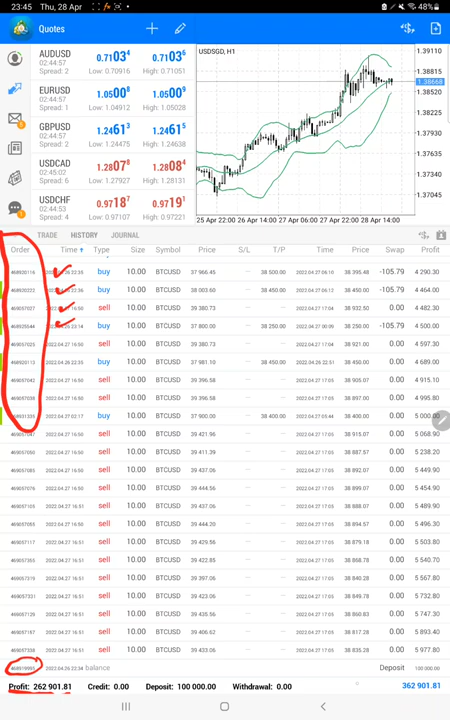 23:45 Thu, 28 Apr 48%
Quotes
AUDUSD 0.71034 0.71036
02:44:57
Spread: 2 Low: 0.70916 High: 0.71051
EURUSD 1.05008 1.05009
02:44:57
Spread: 1 Low: 1.04912 High: 1.05028
GBPUSD 1.24613 1.24615
02:44:57
Spread: 2 Low: 1.24475 High: 1.24638
USDCAD 1.28078 1.28084
02:45:02
Spread: 6 Low: 1.27927 High: 1.28131
USDCHF 0.97187 0.97191
02:44:53
Spread: 4 Low: 0.97107 High: 0.97221
USDSGD, H1
1.39110
1.38815
1.38668
1.38520
1.38225
1.37930
1.37635
1.37340
1.37045
25 Apr 22:00 26 Apr 14:00 27 Apr 22:00 28 Apr 14:00
TRADE HISTORY JOURNAL
Order Time Type Size Symbol Price S/L T/P Time Price Swap Profit
buy 10.00 BTCUSD 37 966.45 — 38 500.00 2022.04.27 06:10 38 395.48 -105.79 4 290.30
buy 10.00 BTCUSD 38 003.60 — 38 450.00 38 450.00 -105.79 4 464.00
sell 10.00 BTCUSD 39 380.73 — — 38 932.50 0.00 4 482.30
buy 10.00 BTCUSD 37 800.00 — 38 250.00 38 250.00 -105.79 4 500.00
2022.04.27 16:50 sell 10.00 BTCUSD 39 380.73 — — 38 921.00 0.00 4 597.30
2022.04.26 22:35 buy 10.00 BTCUSD 37 981.10 — 38 450.00 2022.04.26 22:51 38 450.00 0.00 4 689.00
2022.04.27 16:50 sell 10.00 BTCUSD 39 396.58 — — 2022.04.27 17:05 38 905.07 0.00 4 915.10
2022.04.27 16:50 sell 10.00 BTCUSD 39 396.58 — — 2022.04.27 17:05 38 897.00 0.00 4 995.80
2022.04.27 02:17 buy 10.00 BTCUSD 37 900.00 — 38 400.00 38 400.00 0.00 5 000.00
2022.04.27 16:50 sell 10.00 BTCUSD 39 421.96 — — 2022.04.27 17:05 38 915.07 0.00 5 068.90
2022.04.27 16:50 sell 10.00 BTCUSD 39 411.39 — — 2022.04.27 17:05 38 887.57 0.00 5 238.20
2022.04.27 16:50 sell 10.00 BTCUSD 39 437.06 — — 2022.04.27 17:05 38 892.07 0.00 5 449.90
2022.04.27 16:50 sell 10.00 BTCUSD 39 444.56 — — 2022.04.27 17:05 38 899.07 0.00 5 454.90
2022.04.27 16:51 sell 10.00 BTCUSD 39 437.06 — — 2022.04.27 17:05 38 888.07 0.00 5 489.90
2022.04.27 16:50 sell 10.00 BTCUSD 39 444.20 — — 2022.04.27 17:05 38 894.57 0.00 5 496.30
2022.04.27 16:51 sell 10.00 BTCUSD 39 429.56 — — 2022.04.27 17:05 38 879.18 0.00 5 503.80
2022.04.27 16:51 sell 10.00 BTCUSD 39 422.85 — — 2022.04.27 17:05 38 868.78 0.00 5 540.70
2022.04.27 16:51 sell 10.00 BTCUSD 39 397.06 — — 2022.04.27 17:05 38 840.28 0.00 5 567.80
2022.04.27 16:51 sell 10.00 BTCUSD 39 423.06 — — 2022.04.27 17:05 38 849.78 0.00 5 732.80
2022.04.27 16:51 sell 10.00 BTCUSD 39 435.56 — — 2022.04.27 17:05 38 860.83 0.00 5 747.30
2022.04.27 16:51 sell 10.00 BTCUSD 39 406.62 — — 2022.04.27 17:05 38 817.28 0.00 5 893.40
2022.04.27 16:51 sell 10.00 BTCUSD 39 433.06 — — 2022.04.27 17:05 38 835.28 0.00 5 977.80
468919995 2022.04.26 22:34 balance Deposit 100 000.00
Profit: 262 901.81 Credit: 0.00 Deposit: 100 000.00 Withdrawal: 0.00 362 901.81